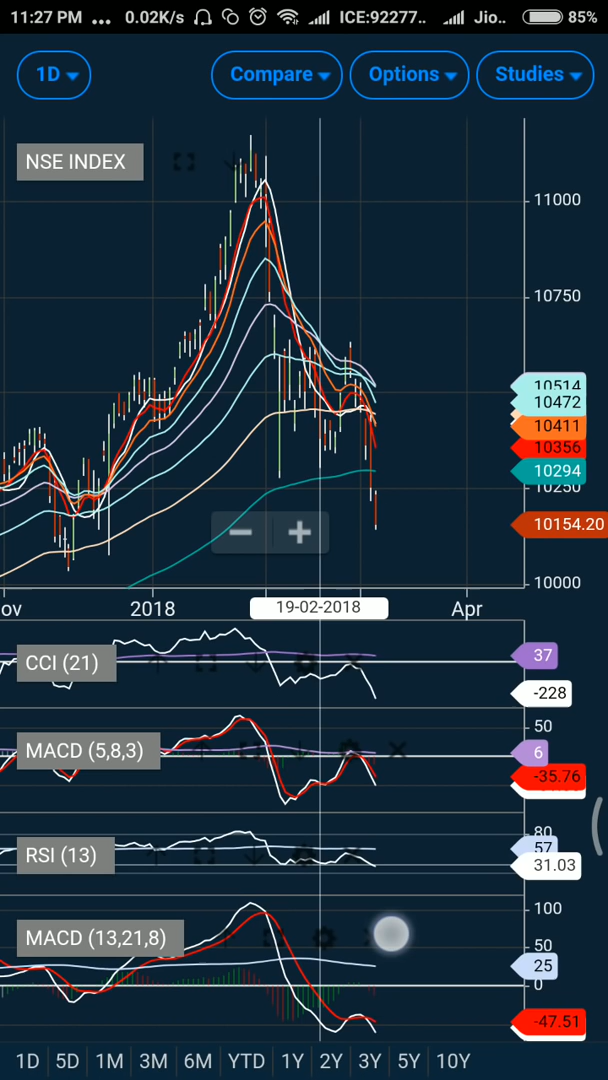 11:27 PM ... 0.02K/s ICE:92277.. Jio.. 85%
1D Compare Options Studies
NSE INDEX
11000
10750
10514
10472
10411
10356
10294
10250
10154.20
10000
ov 2018 19-02-2018 Apr
CCI (21)
37
-228
MACD (5,8,3)
50
6
-35.76
RSI (13)
80
57
31.03
MACD (13,21,8)
100
50
25
0
-47.51
1D 5D 1M 3M 6M YTD 1Y 2Y 3Y 5Y 10Y